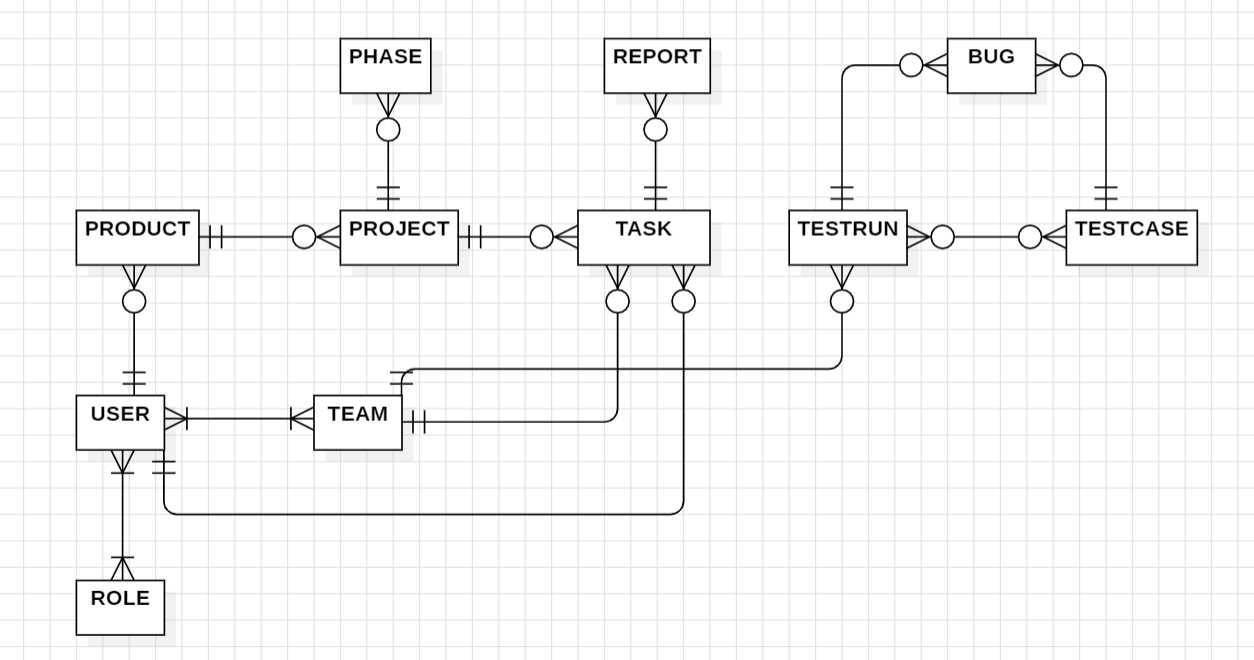 PHASE
REPORT
BUG
PRODUCT
PROJECT
TASK
TESTRUN
TESTCASE
USER
TEAM
ROLE